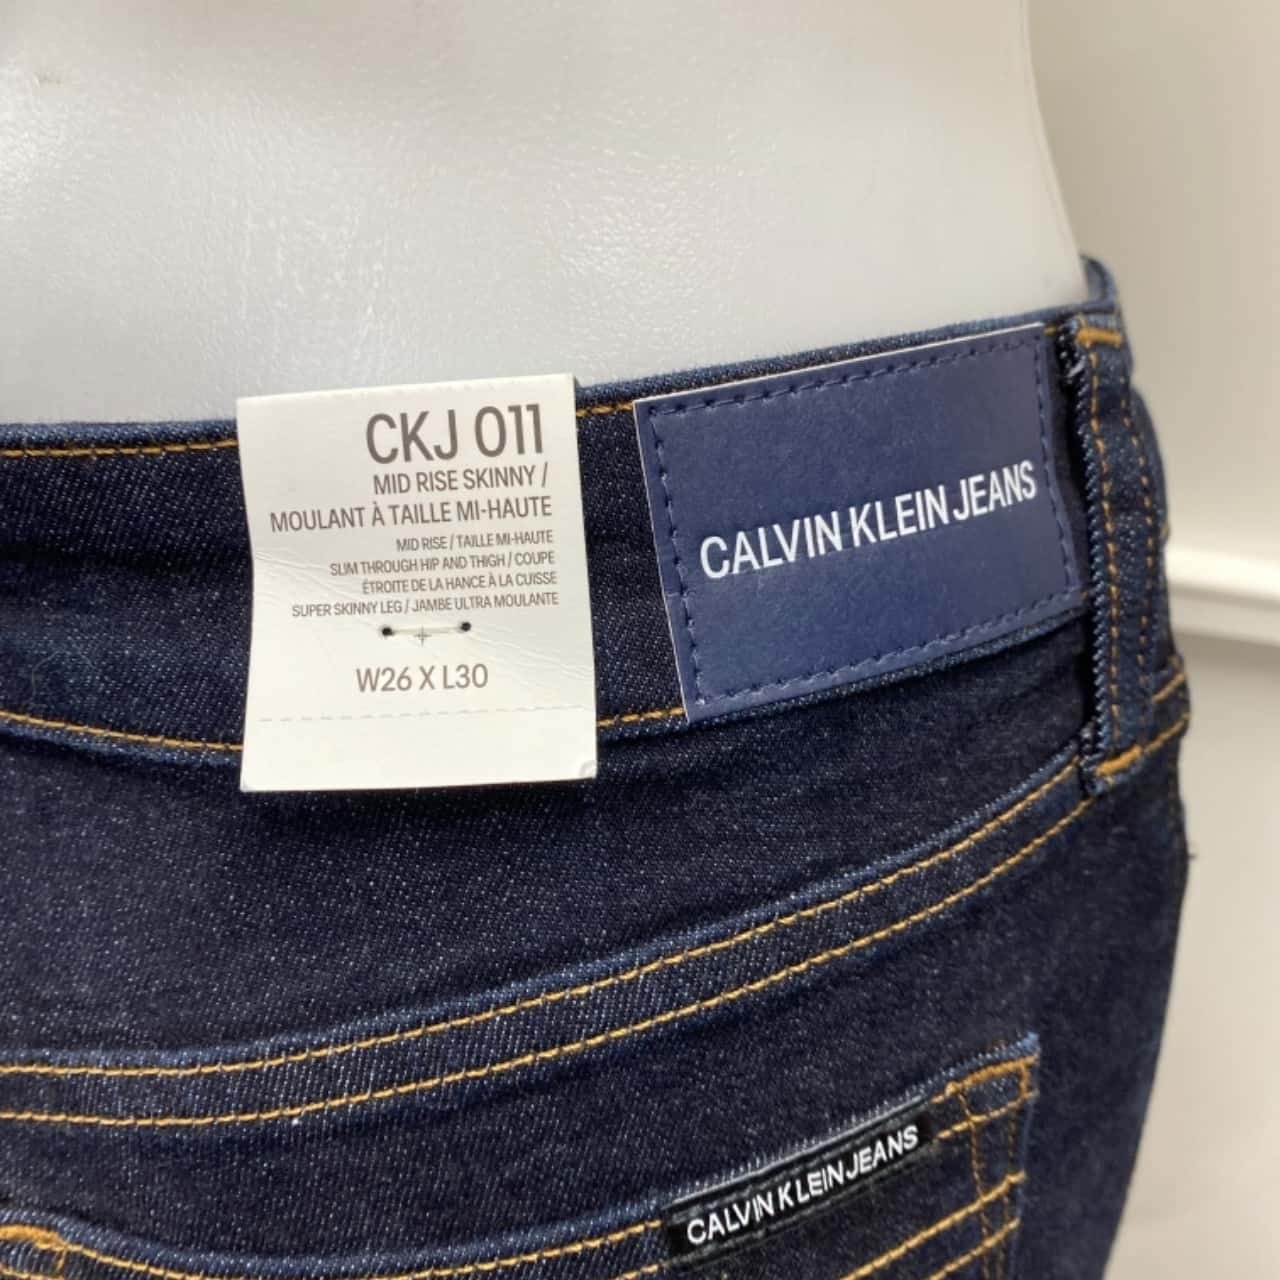 CKJ 011
MID RISE SKINNY /
MOULANT À TAILLE MI-HAUTE
MID RISE / TAILLE MI-HAUTE
SLIM THROUGH HIP AND THIGH / COUPE
ÉTROITE DE LA HANCE À LA CUISSE
SUPER SKINNY LEG / JAMBE ULTRA MOULANTE
W26 X L30
CALVIN KLEIN JEANS
CALVIN KLEIN JEANS